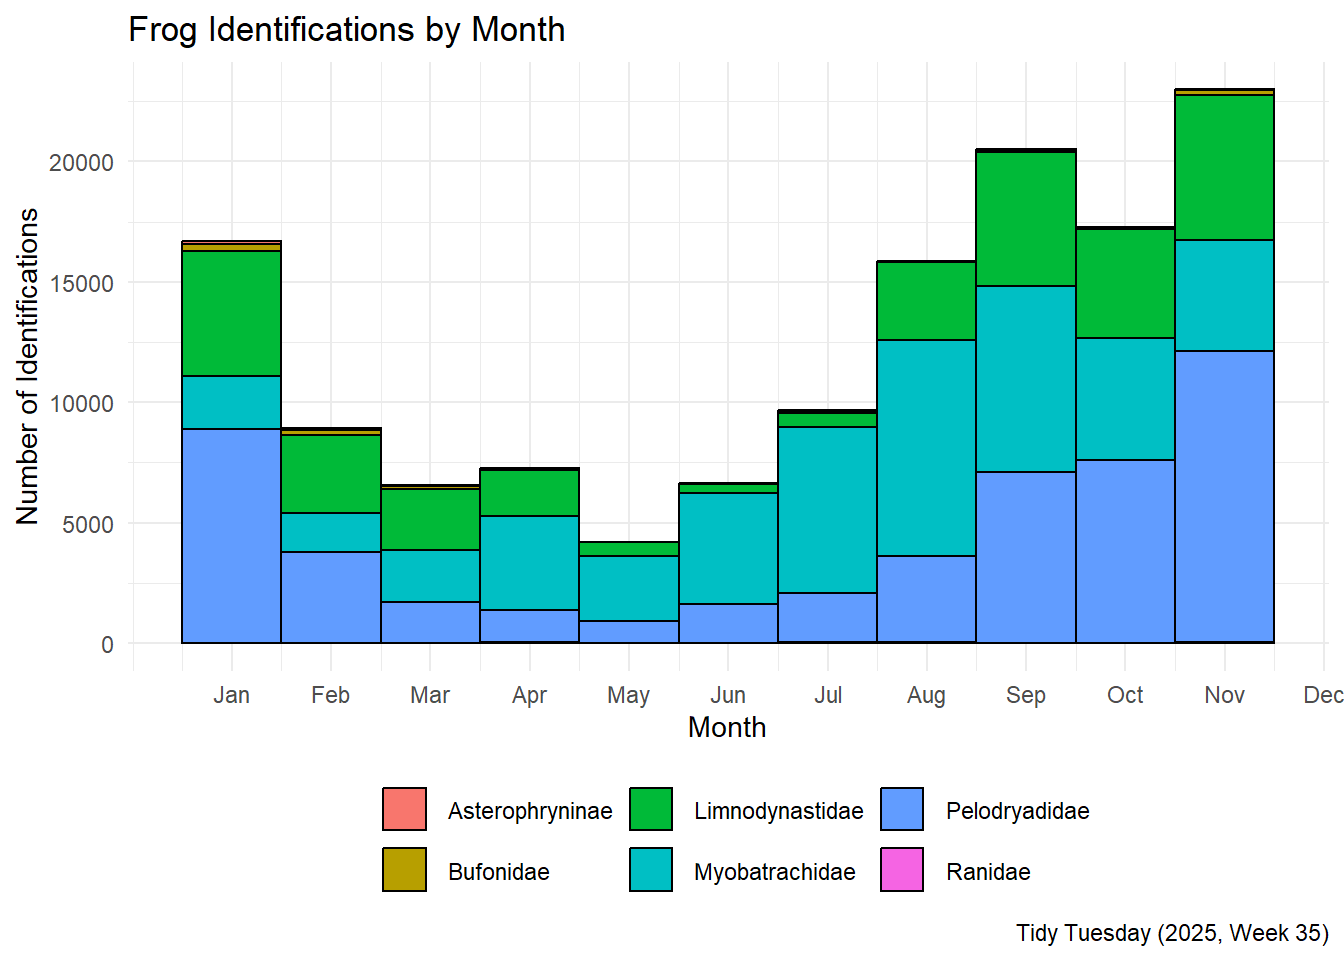 Frog Identifications by Month
Number of Identifications
20000
15000
10000
5000
0
Jan Feb Mar Apr May Jun Jul Aug Sep Oct Nov Dec
Month
Asterophryninae Limnodynastidae Pelodryadidae
Bufonidae Myobatrachidae Ranidae
Tidy Tuesday (2025, Week 35)